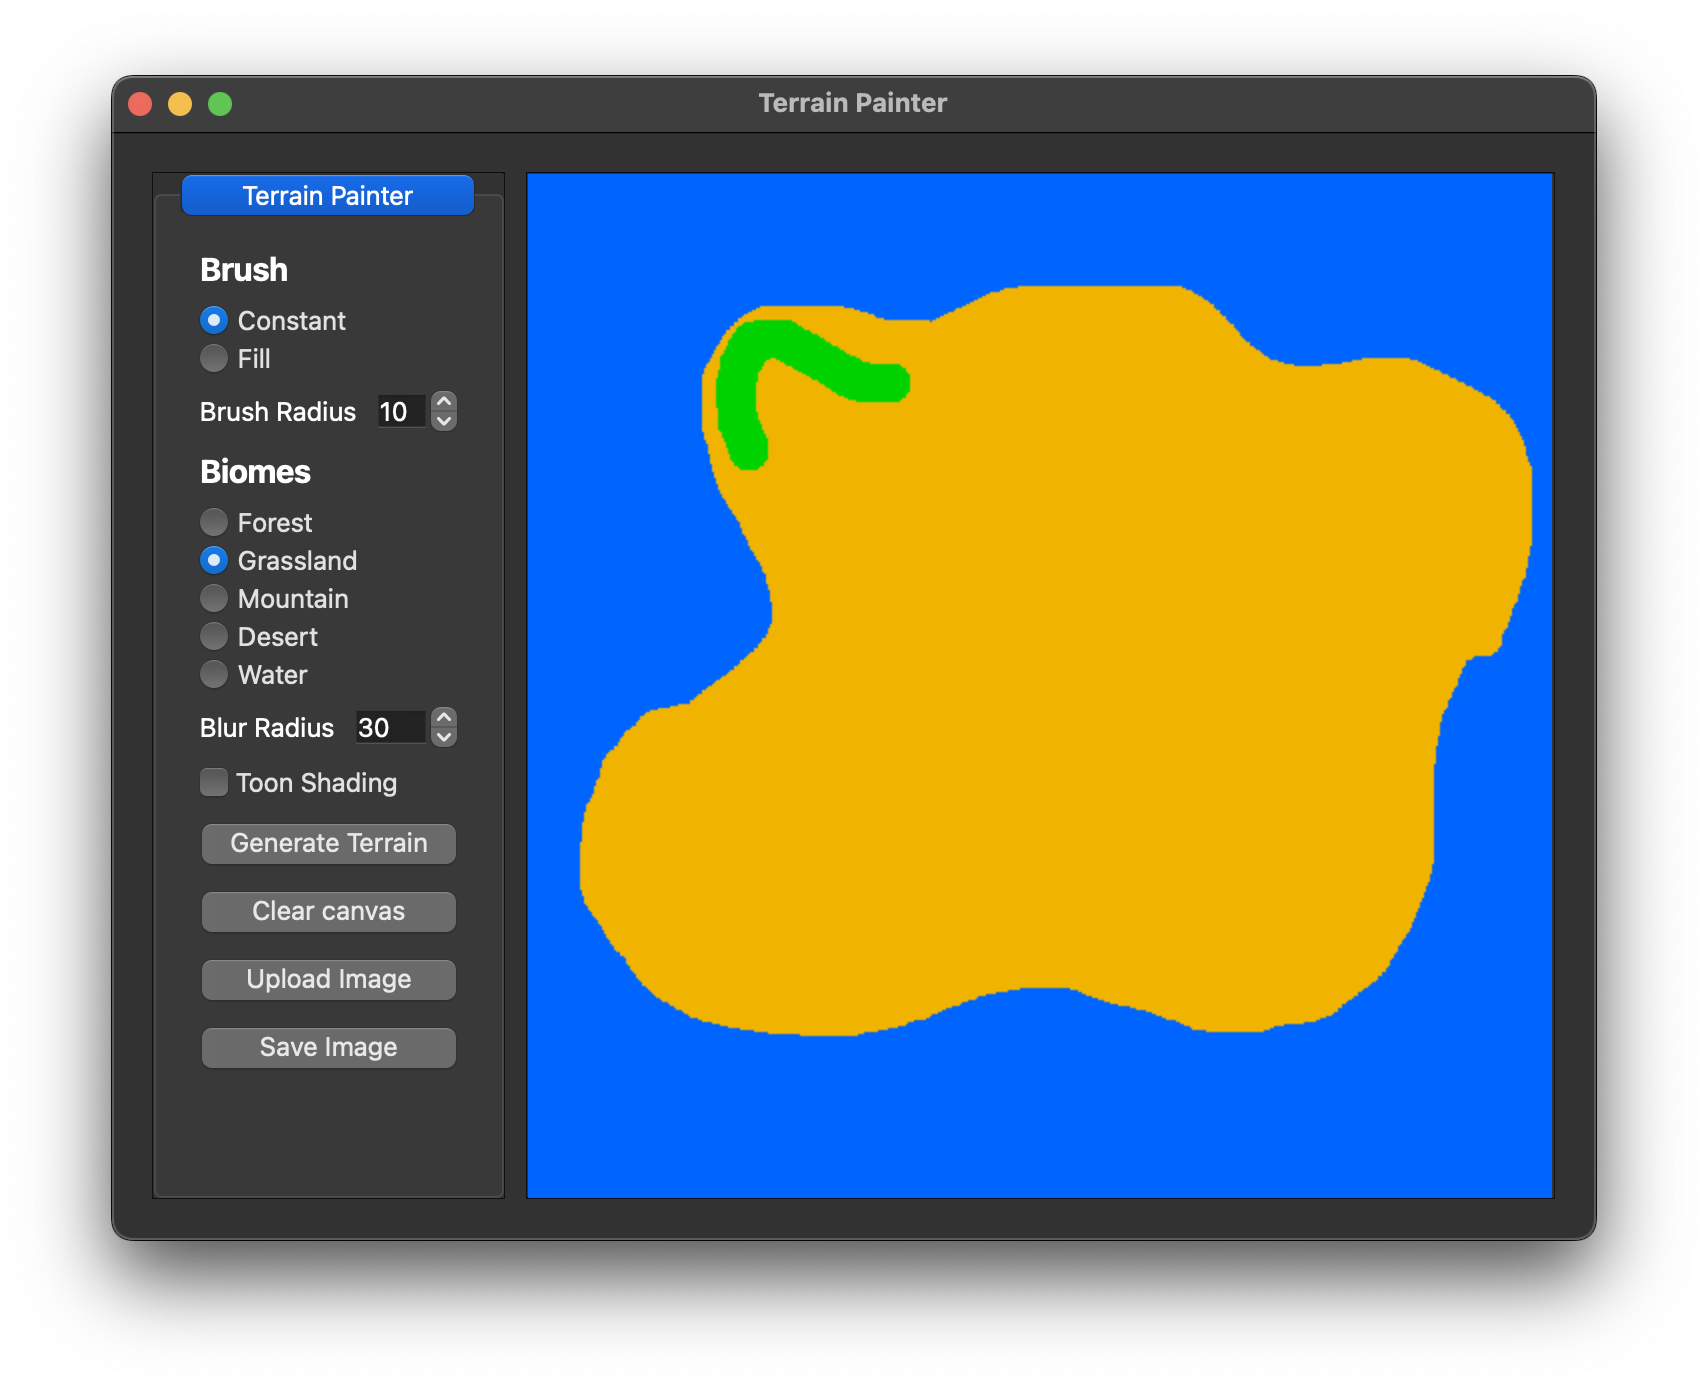 Terrain Painter
Terrain Painter
Brush
Constant
Fill
Brush Radius 10
Biomes
Forest
Grassland
Mountain
Desert
Water
Blur Radius 30
Toon Shading
Generate Terrain
Clear canvas
Upload Image
Save Image